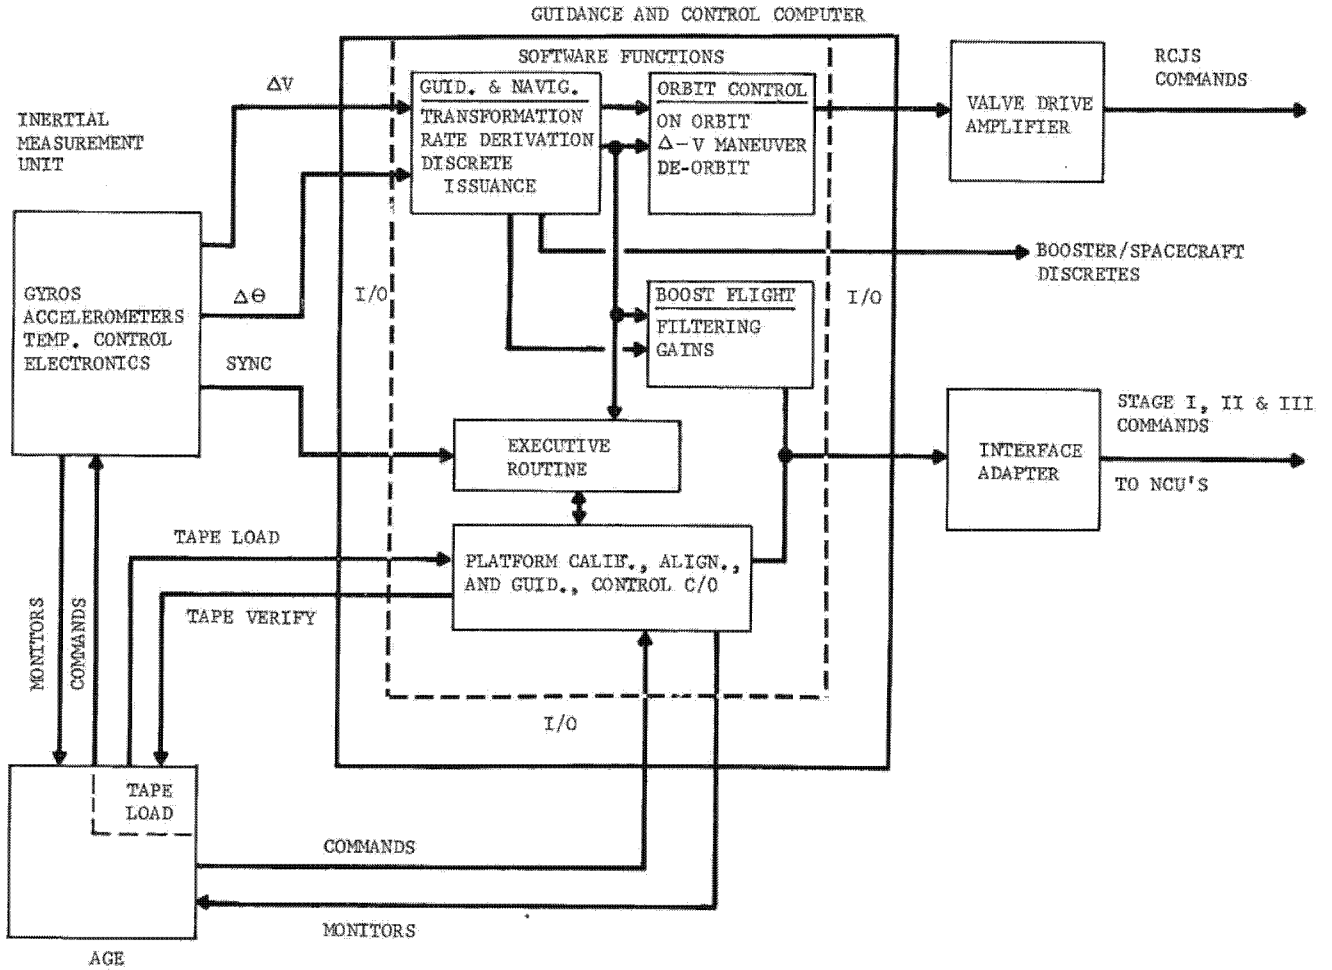 GUIDANCE AND CONTROL COMPUTER
SOFTWARE FUNCTIONS
INERTIAL
MEASUREMENT
UNIT
ΔV
GUID. & NAVIG.
TRANSFORMATION
RATE DERIVATION
DISCRETE
ISSUANCE
ORBIT CONTROL
ON ORBIT
Δ-V MANEUVER
DE-ORBIT
VALVE DRIVE
AMPLIFIER
RCJS
COMMANDS
BOOSTER/SPACECRAFT
DISCRETES
GYROS
ACCELEROMETERS
TEMP. CONTROL
ELECTRONICS
ΔΘ
SYNC
I/O
BOOST FLIGHT
FILTERING
GAINS
I/O
EXECUTIVE
ROUTINE
INTERFACE
ADAPTER
STAGE I, II & III
COMMANDS
TO NCU'S
TAPE LOAD
PLATFORM CALIB., ALIGN.,
AND GUID., CONTROL C/O
TAPE VERIFY
MONITORS
COMMANDS
I/O
TAPE
LOAD
COMMANDS
MONITORS
AGE